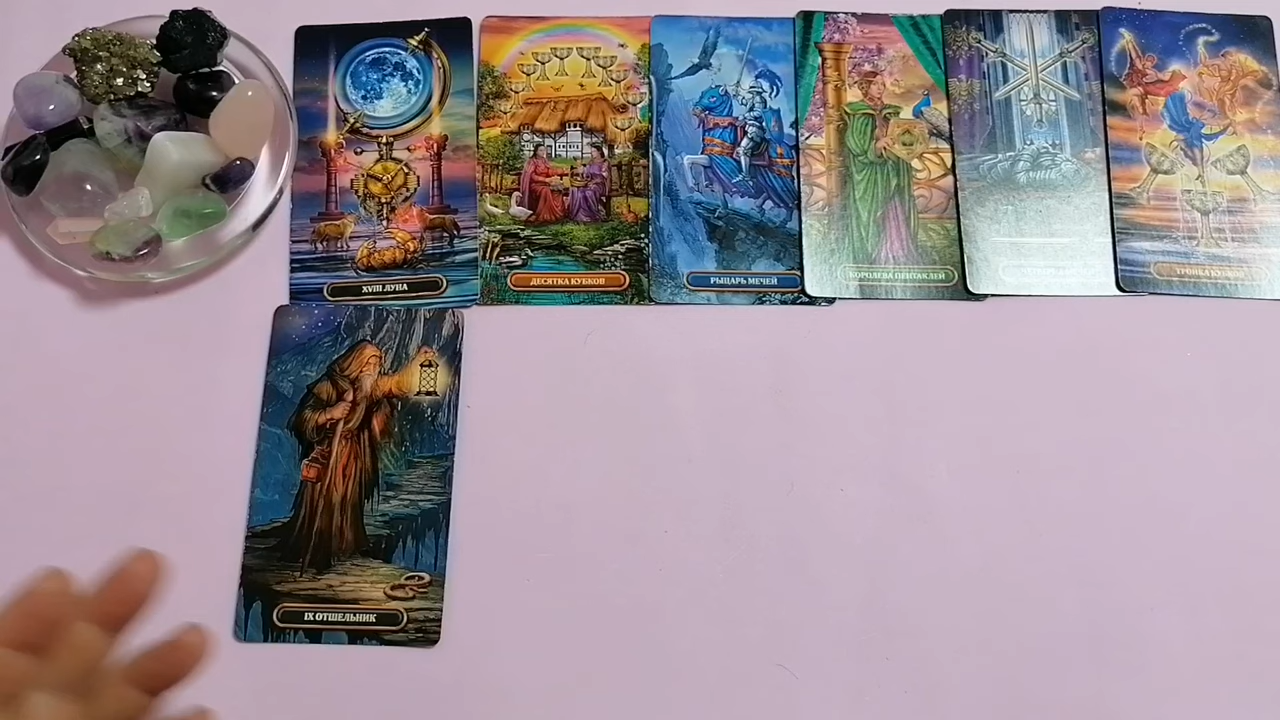 XVIII ЛУНА
ДЕСЯТКА КУБКОВ
РЫЦАРЬ МЕЧЕЙ
КОРОЛЕВА ПЕНТАКЛЕЙ
ТРОЙКА КУБКОВ
IX ОТШЕЛЬНИК